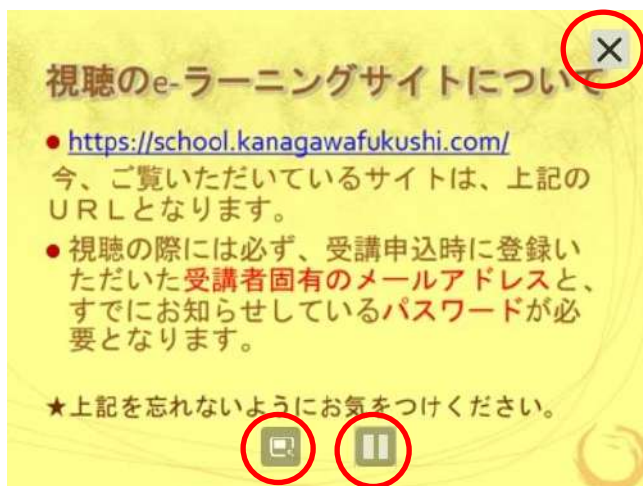 視聴のe-ラーニングサイトについて
● https://school.kanagawafukushi.com/
今、ご覧いただいているサイトは、上記の
ＵＲＬとなります。
● 視聴の際には必ず、受講申込時に登録い
ただいた受講者固有のメールアドレスと、
すでにお知らせしているパスワードが必
要となります。
★上記を忘れないようにお気をつけください。